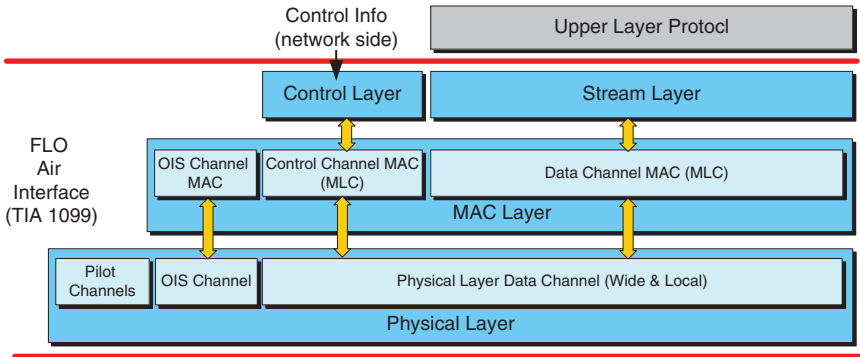 Control Info
(network side)
Upper Layer Protocl
Control Layer
Stream Layer
FLO
Air
Interface
(TIA 1099)
OIS Channel
MAC
Control Channel MAC
(MLC)
Data Channel MAC (MLC)
MAC Layer
Pilot
Channels
OIS Channel
Physical Layer Data Channel (Wide & Local)
Physical Layer